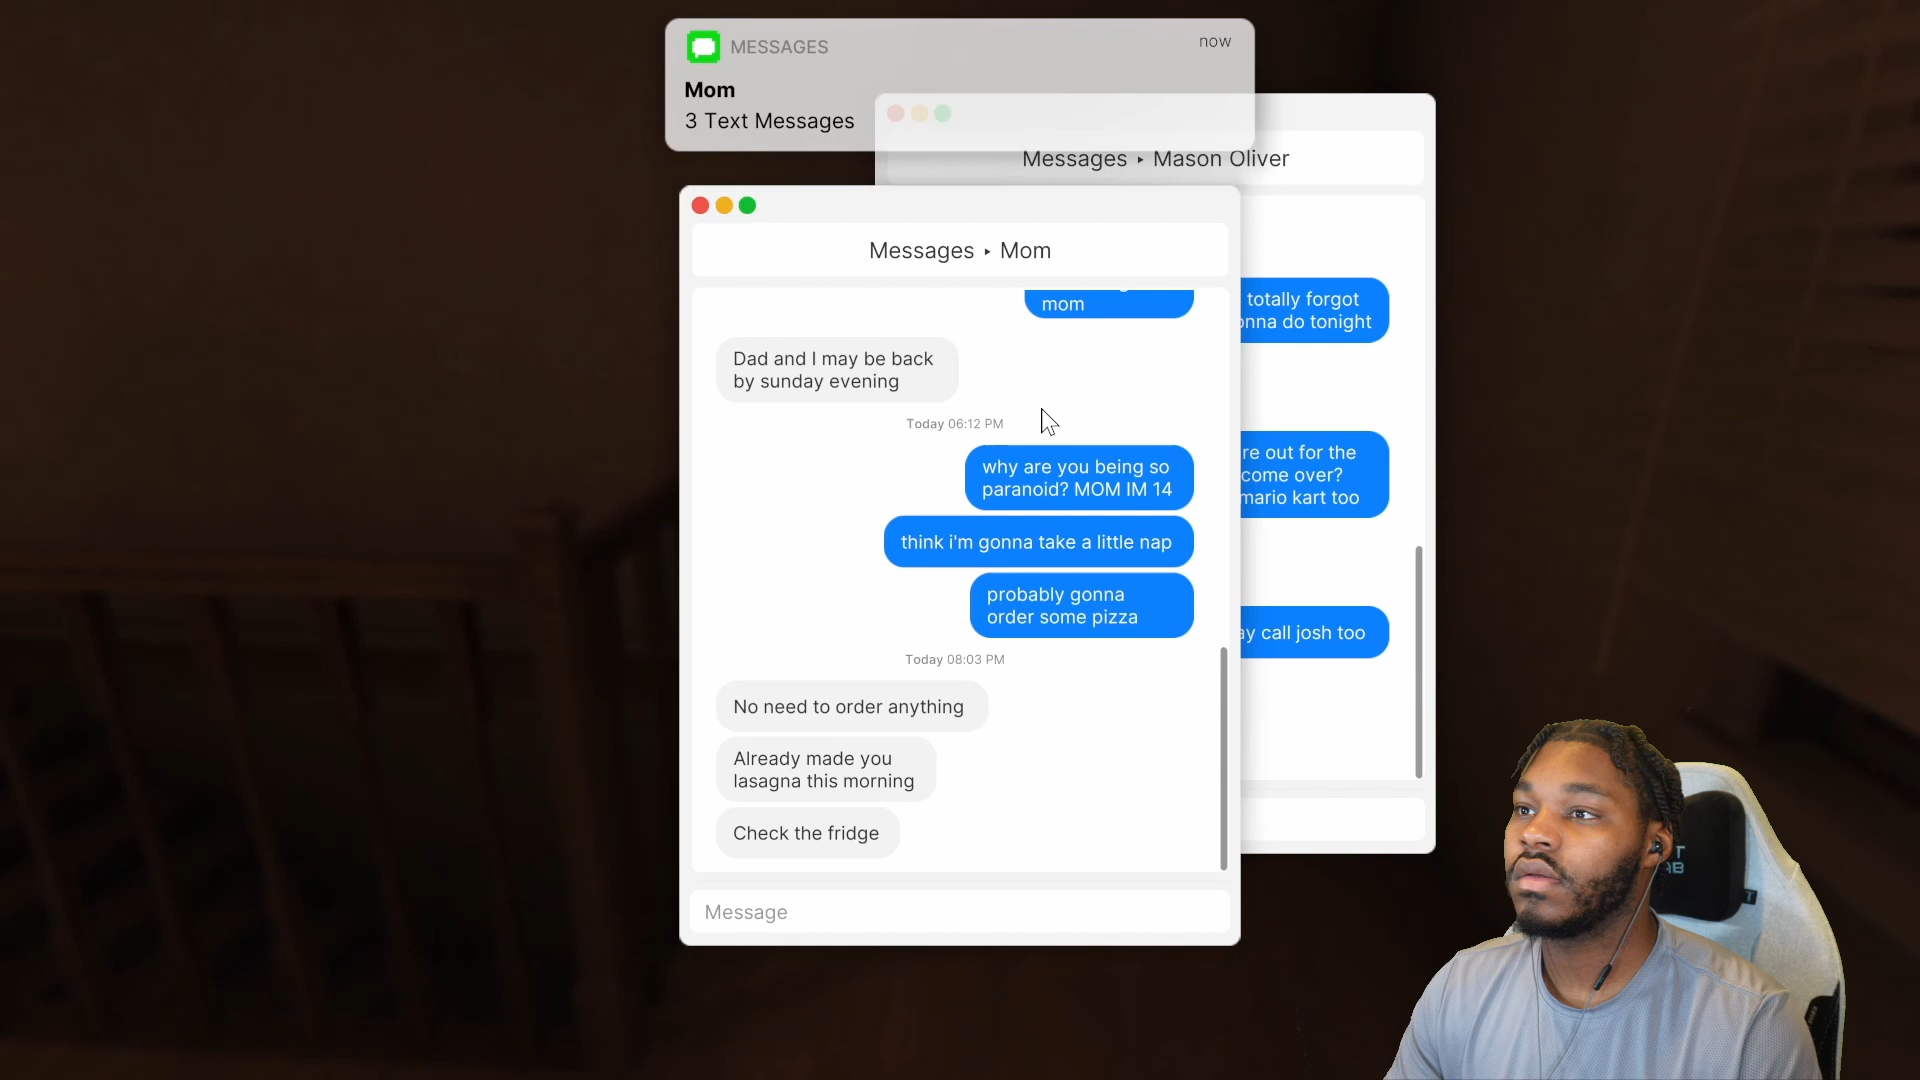 MESSAGES
now
Mom
3 Text Messages
Messages ▸ Mason Oliver
Messages ▸ Mom
mom
Dad and I may be back
by sunday evening
Today 06:12 PM
why are you being so
paranoid? MOM IM 14
think i'm gonna take a little nap
probably gonna
order some pizza
Today 08:03 PM
No need to order anything
Already made you
lasagna this morning
Check the fridge
Message
totally forgot
onna do tonight
re out for the
come over?
mario kart too
ay call josh too